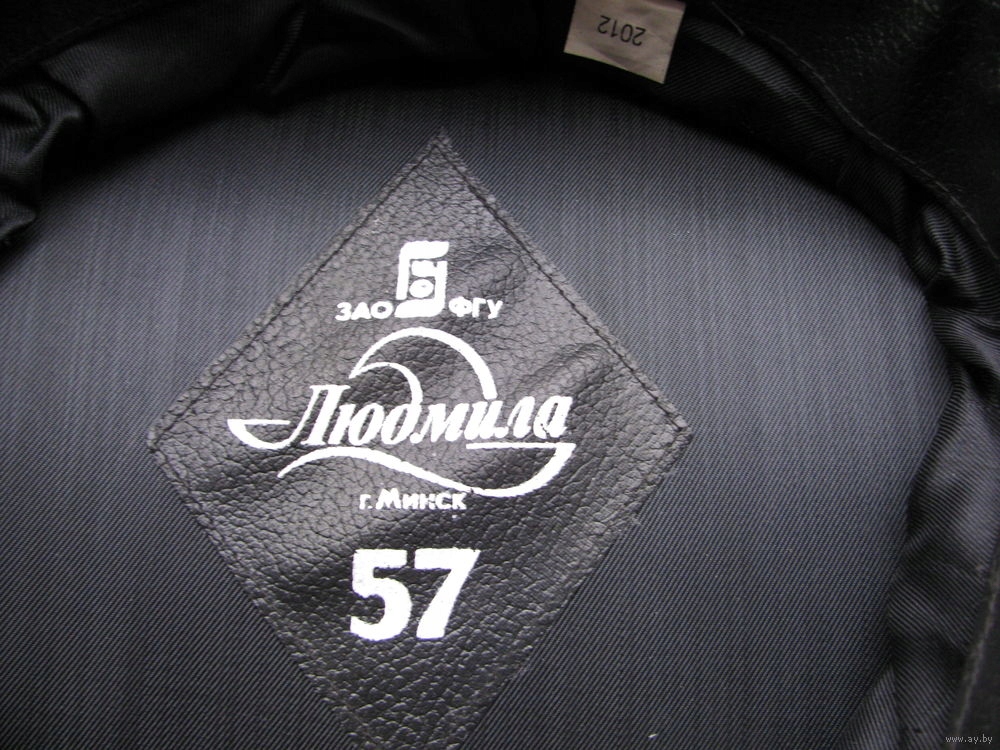 2012
ЗАО ФГУ
Людмила
г. Минск
57
www.ay.by